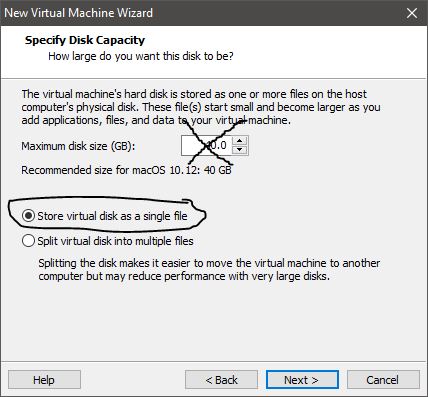 New Virtual Machine Wizard
Specify Disk Capacity
How large do you want this disk to be?
The virtual machine's hard disk is stored as one or more files on the host
computer's physical disk. These file(s) start small and become larger as you
add applications, files, and data to your virtual machine.
Maximum disk size (GB):
Recommended size for macOS 10.12: 40 GB
Store virtual disk as a single file
Split virtual disk into multiple files
Splitting the disk makes it easier to move the virtual machine to another
computer but may reduce performance with very large disks.
Help
< Back
Next >
Cancel